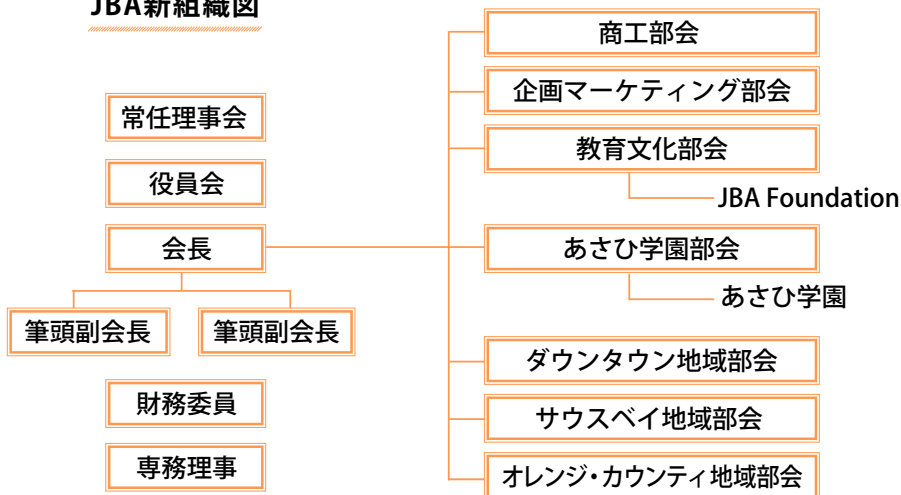 JBA新組織図
常任理事会
役員会
会長
筆頭副会長
筆頭副会長
財務委員
専務理事
商工部会
企画マーケティング部会
教育文化部会
JBA Foundation
あさひ学園部会
あさひ学園
ダウンタウン地域部会
サウスベイ地域部会
オレンジ・カウンティ地域部会